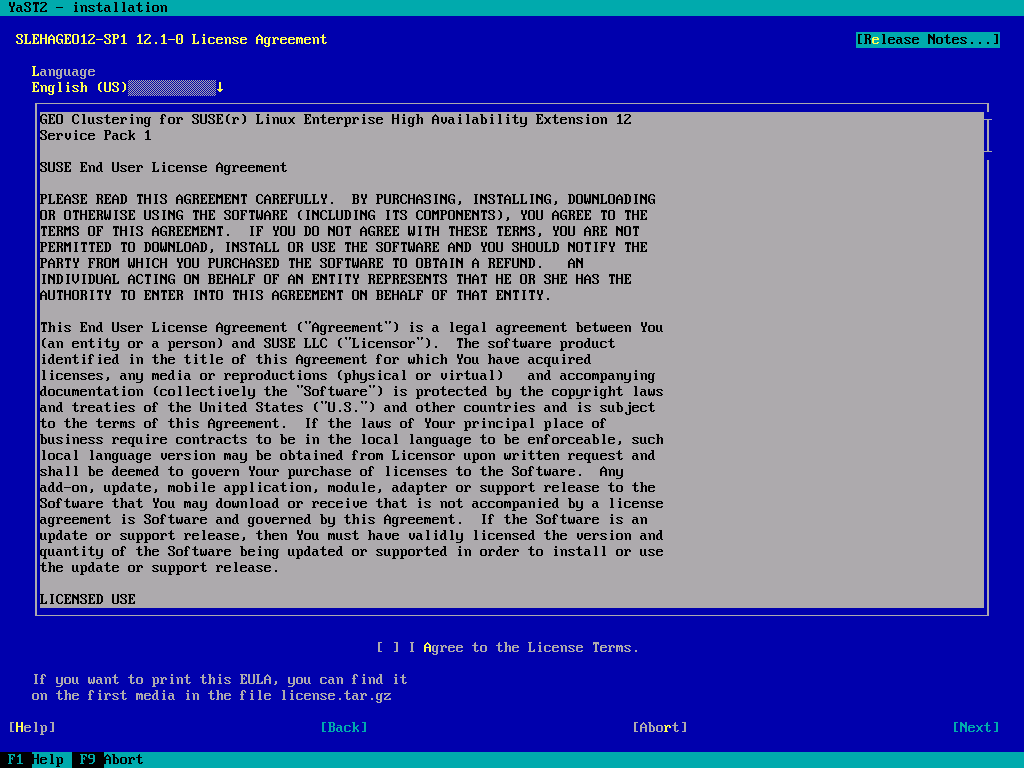 YaST2 - installation
SLEHAGEO12-SP1 12.1-0 License Agreement
[Release Notes...]
Language
English (US)
GEO Clustering for SUSE(r) Linux Enterprise High Availability Extension 12
Service Pack 1
SUSE End User License Agreement
PLEASE READ THIS AGREEMENT CAREFULLY.  BY PURCHASING, INSTALLING, DOWNLOADING
OR OTHERWISE USING THE SOFTWARE (INCLUDING ITS COMPONENTS), YOU AGREE TO THE
TERMS OF THIS AGREEMENT.  IF YOU DO NOT AGREE WITH THESE TERMS, YOU ARE NOT
PERMITTED TO DOWNLOAD, INSTALL OR USE THE SOFTWARE AND YOU SHOULD NOTIFY THE
PARTY FROM WHICH YOU PURCHASED THE SOFTWARE TO OBTAIN A REFUND.   AN
INDIVIDUAL ACTING ON BEHALF OF AN ENTITY REPRESENTS THAT HE OR SHE HAS THE
AUTHORITY TO ENTER INTO THIS AGREEMENT ON BEHALF OF THAT ENTITY.
This End User License Agreement ("Agreement") is a legal agreement between You
(an entity or a person) and SUSE LLC ("Licensor").  The software product
identified in the title of this Agreement for which You have acquired
licenses, any media or reproductions (physical or virtual)   and accompanying
documentation (collectively the "Software") is protected by the copyright laws
and treaties of the United States ("U.S.") and other countries and is subject
to the terms of this Agreement.  If the laws of Your principal place of
business require contracts to be in the local language to be enforceable, such
local language version may be obtained from Licensor upon written request and
shall be deemed to govern Your purchase of licenses to the Software.  Any
add-on, update, mobile application, module, adapter or support release to the
Software that You may download or receive that is not accompanied by a license
agreement is Software and governed by this Agreement.  If the Software is an
update or support release, then You must have validly licensed the version and
quantity of the Software being updated or supported in order to install or use
the update or support release.
LICENSED USE
[ ] I Agree to the License Terms.
If you want to print this EULA, you can find it
on the first media in the file license.tar.gz
[Help] [Back] [Abort] [Next]
F1 Help F9 Abort